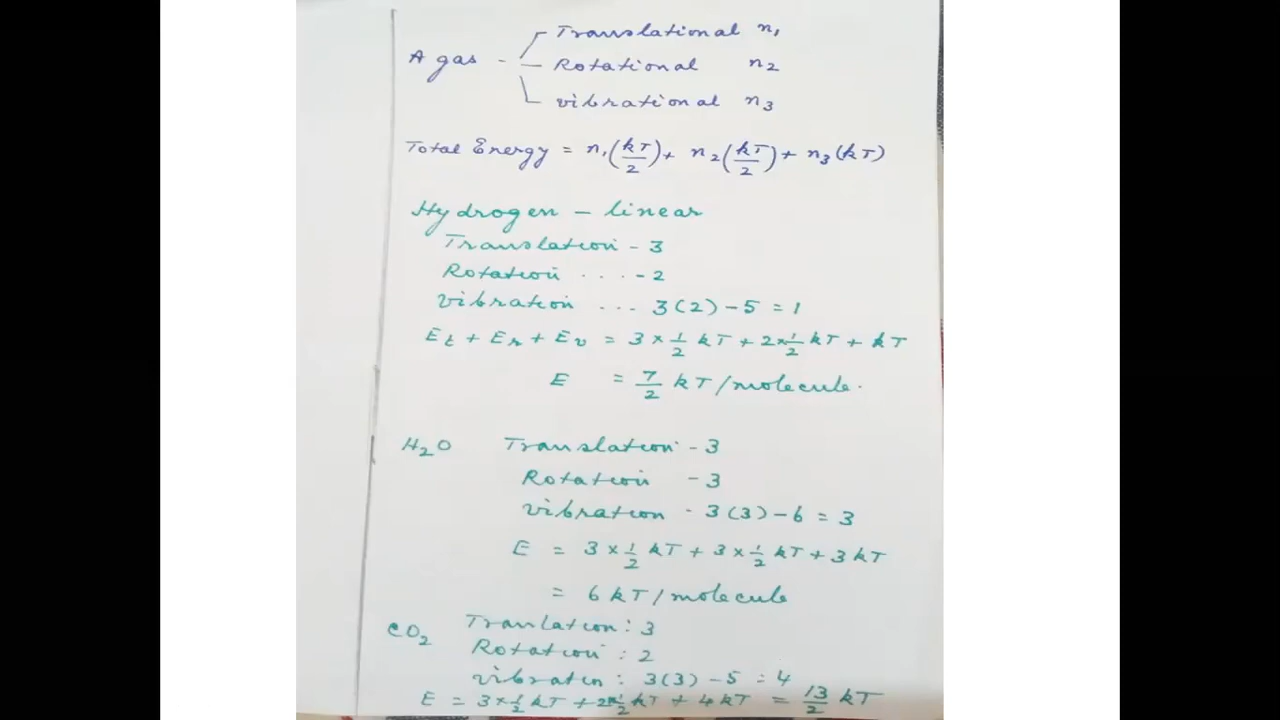 Translational n₁
A gas - Rotational n₂
vibrational n₃
Total Energy = n₁(kT/2) + n₂(kT/2) + n₃(kT)
Hydrogen - linear
Translation - 3
Rotation ... - 2
vibration ... 3(2) - 5 = 1
Et + Er + Ev = 3 × 1/2 kT + 2 × 1/2 kT + kT
E = 7/2 kT/molecule.
H₂O Translation - 3
Rotation - 3
vibration - 3(3) - 6 = 3
E = 3 × 1/2 kT + 3 × 1/2 kT + 3 kT
= 6 kT/molecule
CO₂ Tranlation : 3
Rotation : 2
vibratin : 3(3) - 5 : 4
E = 3 × 1/2 kT + 2 × 1/2 kT + 4 kT = 13/2 kT